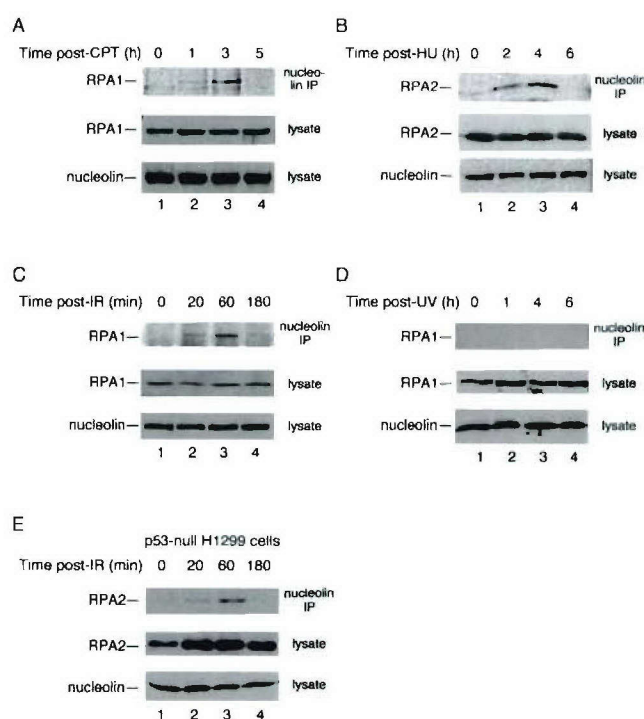 A
Time post-CPT (h) 0 1 3 5
RPA1— nucleo-
lin IP
RPA1— lysate
nucleolin— lysate
1 2 3 4
B
Time post-HU (h) 0 2 4 6
RPA2— nucleolin
IP
RPA2— lysate
nucleolin— lysate
1 2 3 4
C
Time post-IR (min) 0 20 60 180
RPA1— nucleolin
IP
RPA1— lysate
nucleolin— lysate
1 2 3 4
D
Time post-UV (h) 0 1 4 6
RPA1— nucleolin
IP
RPA1— lysate
nucleolin— lysate
1 2 3 4
E
p53-null H1299 cells
Time post-IR (min) 0 20 60 180
RPA2— nucleolin
IP
RPA2— lysate
nucleolin— lysate
1 2 3 4